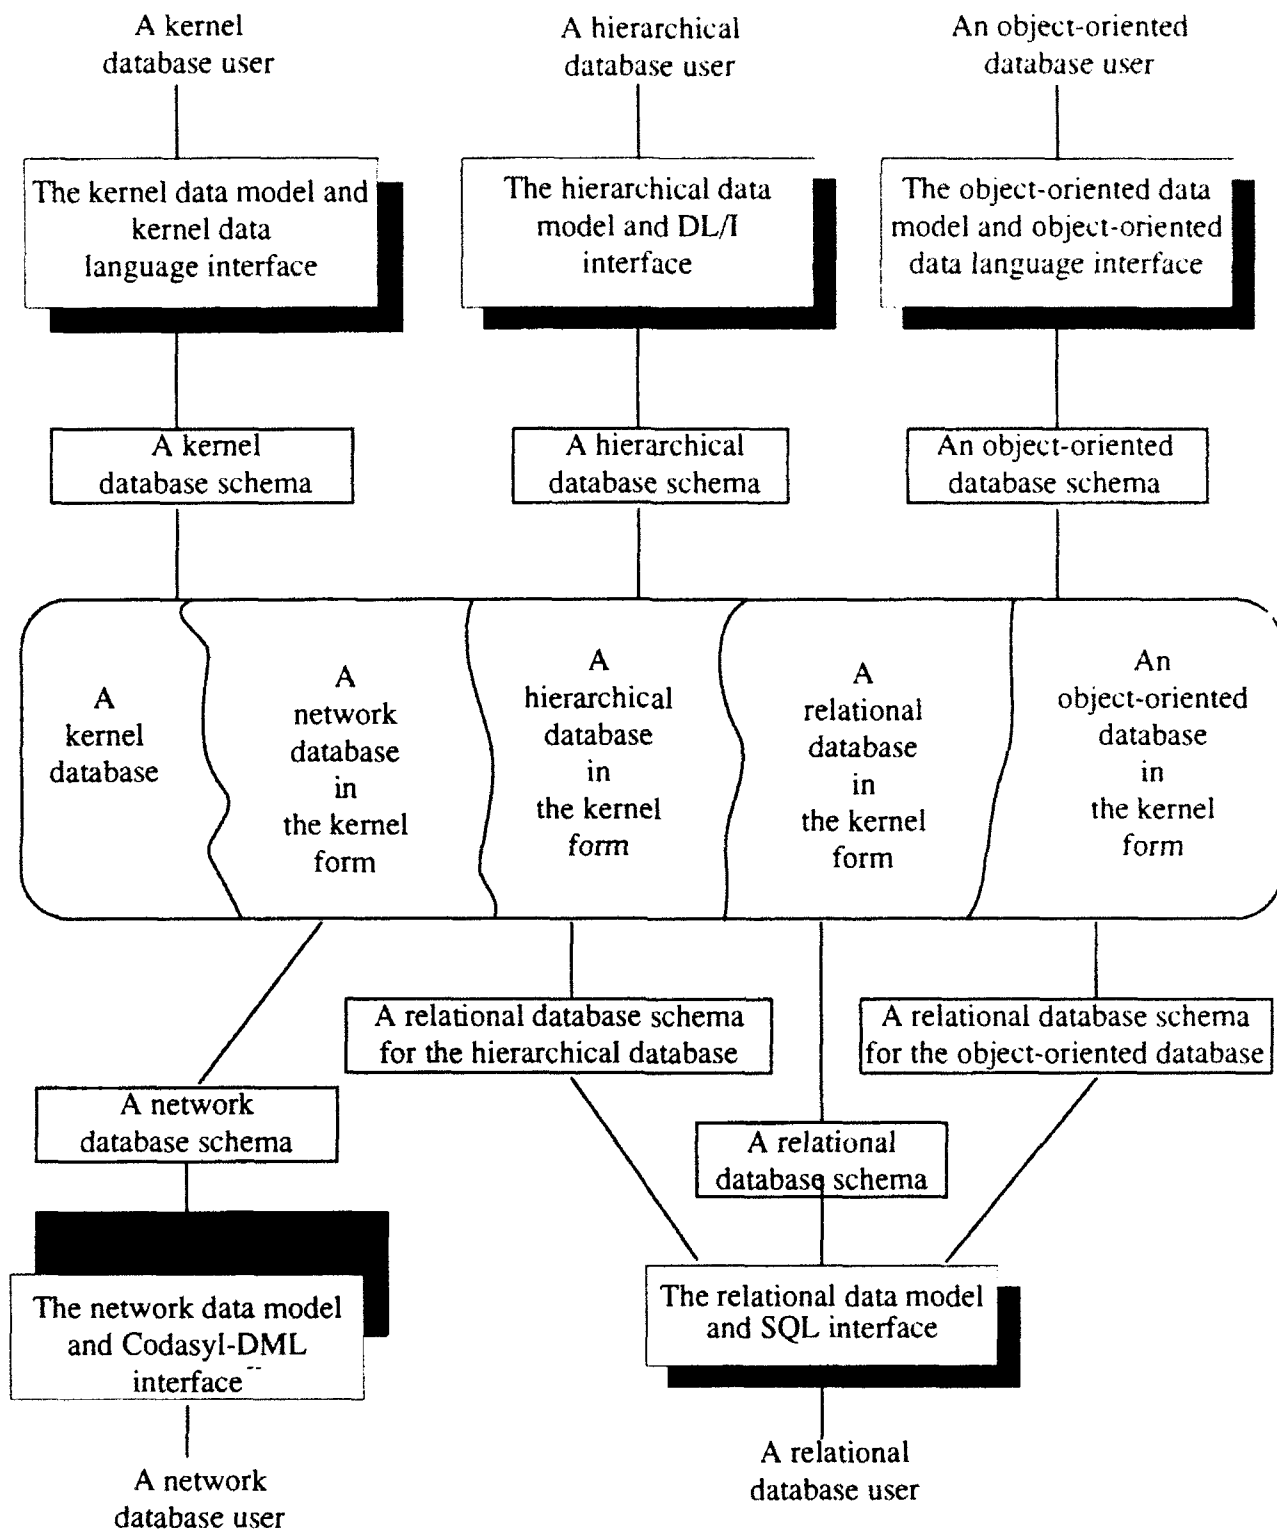 A kernel
database user
A hierarchical
database user
An object-oriented
database user
The kernel data model and
kernel data
language interface
The hierarchical data
model and DL/I
interface
The object-oriented data
model and object-oriented
data language interface
A kernel
database schema
A hierarchical
database schema
An object-oriented
database schema
A
kernel
database
A
network
database
in
the kernel
form
A
hierarchical
database
in
the kernel
form
A
relational
database
in
the kernel
form
An
object-oriented
database
in
the kernel
form
A relational database schema
for the hierarchical database
A relational database schema
for the object-oriented database
A network
database schema
A relational
database schema
The network data model
and Codasyl-DML
interface
The relational data model
and SQL interface
A network
database user
A relational
database user